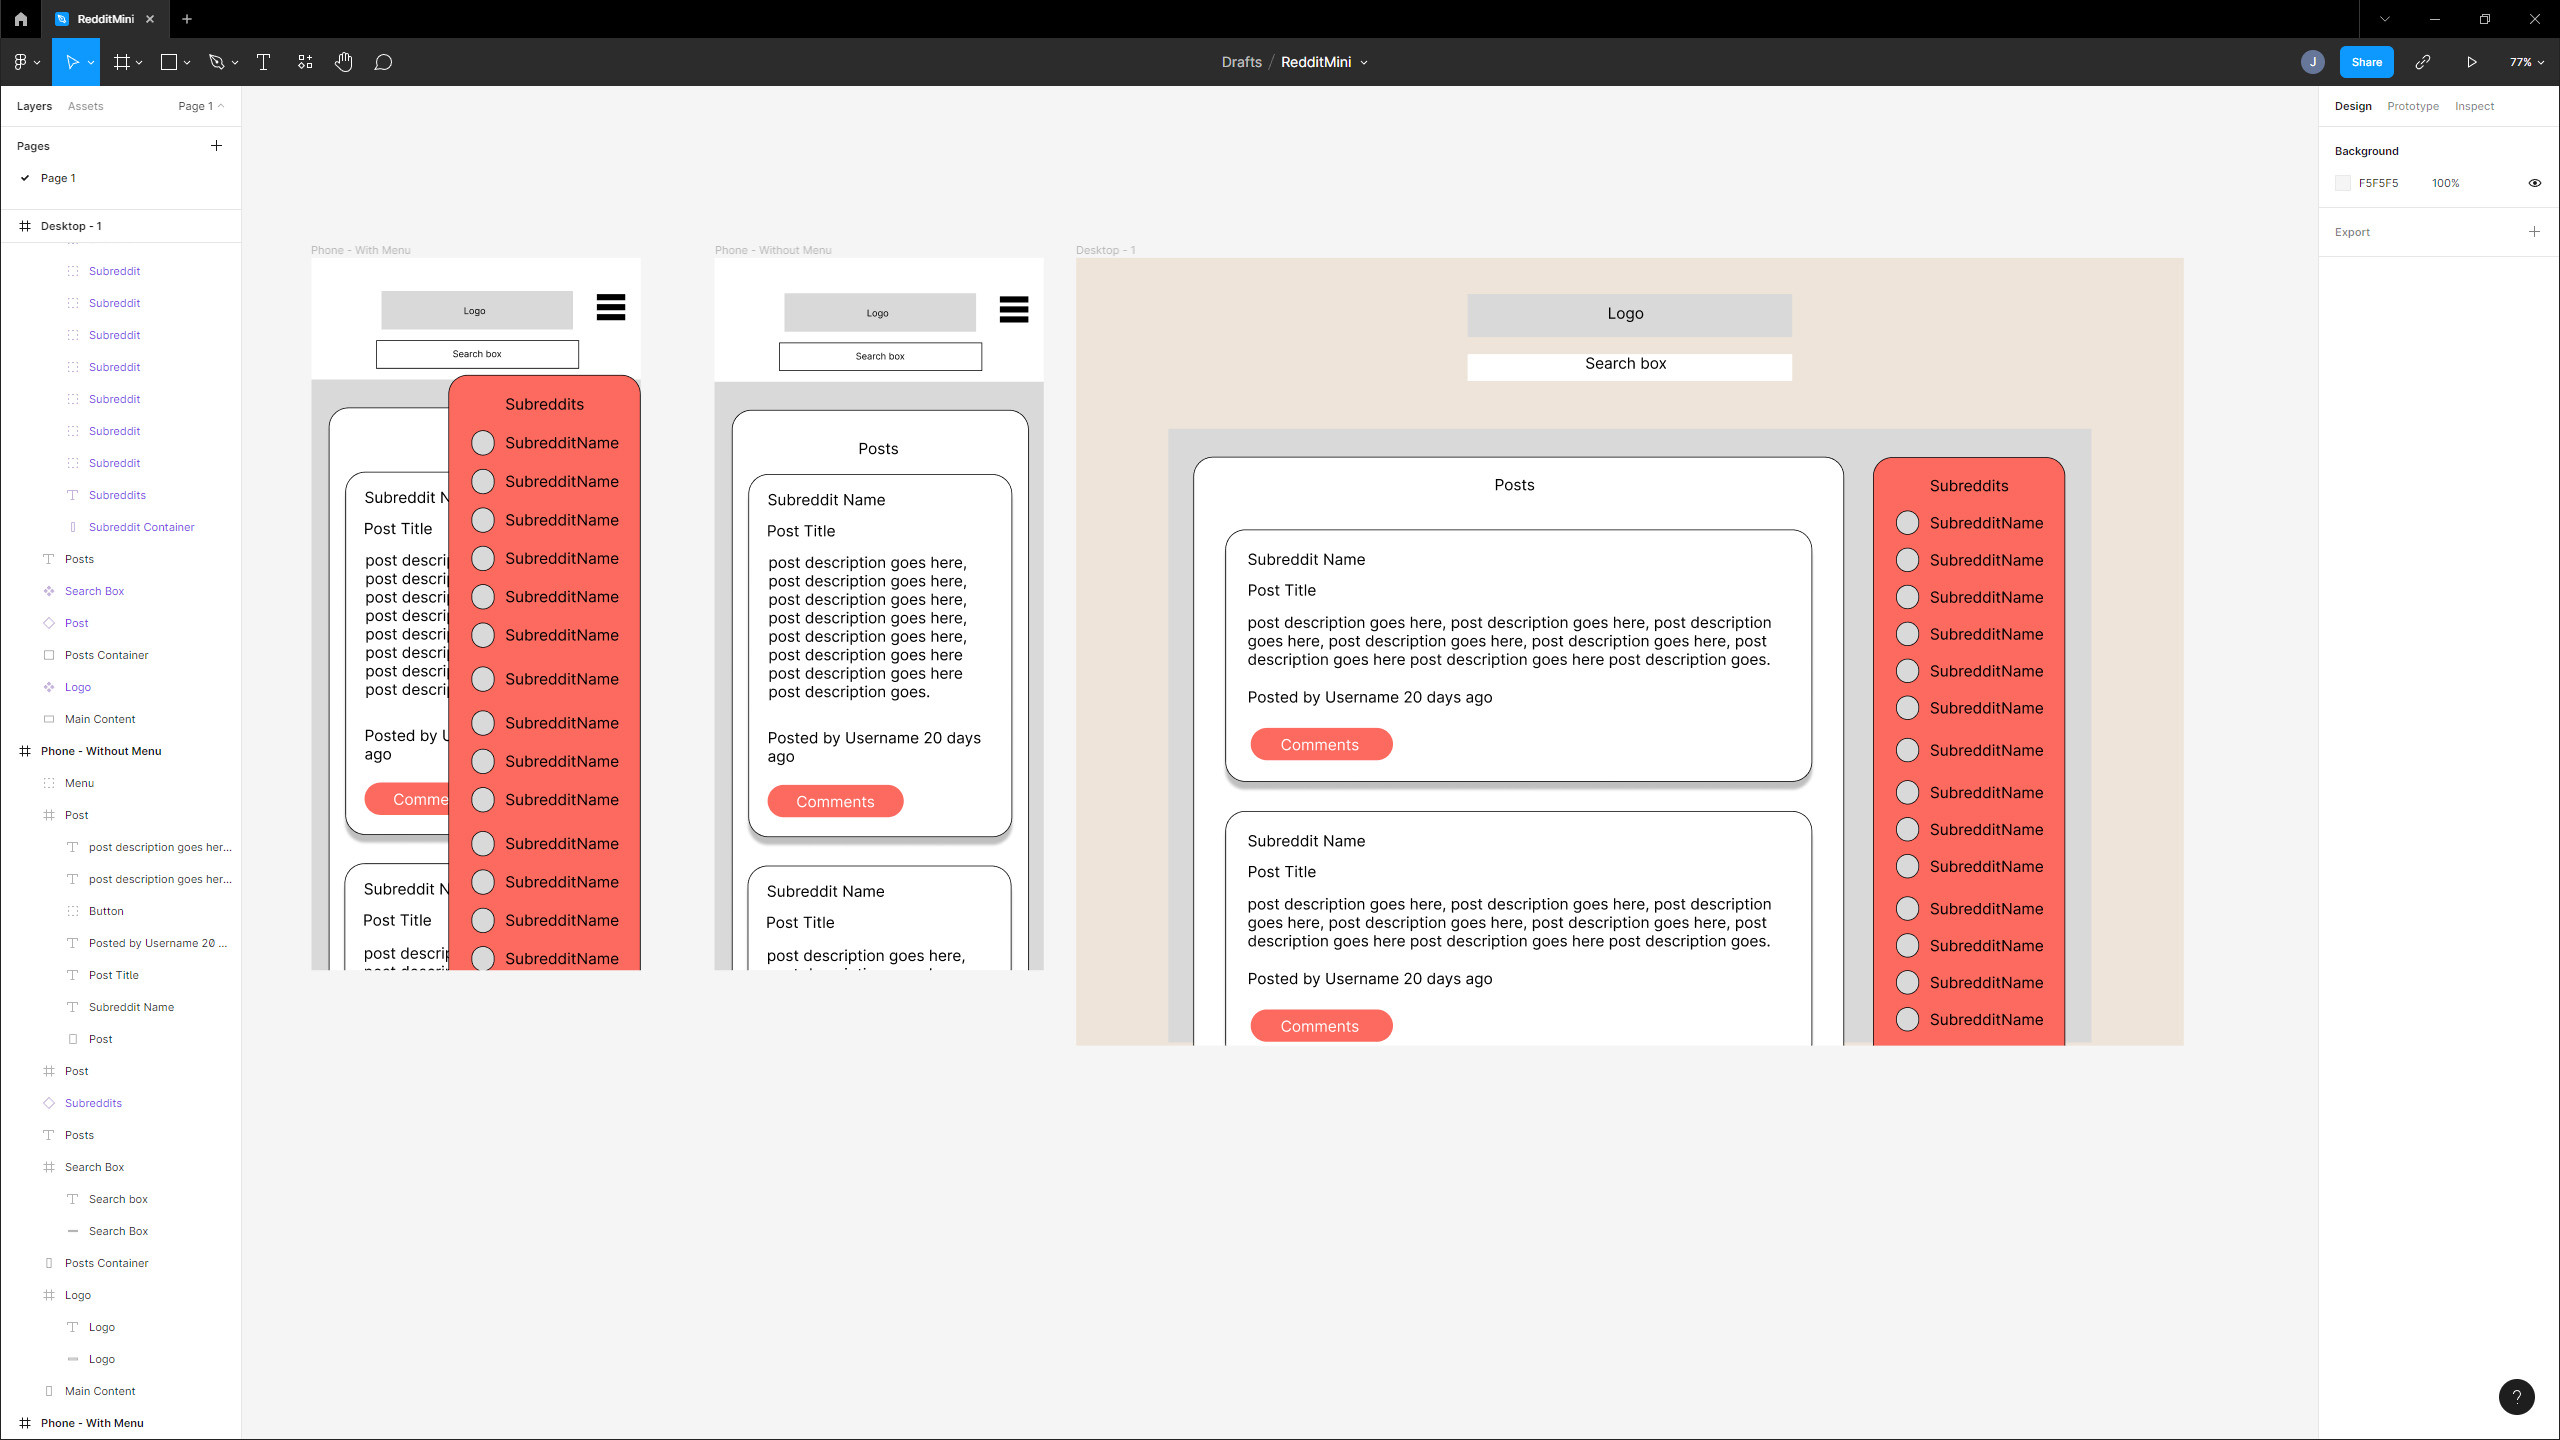 RedditMini
Drafts / RedditMini
J
Share
77%
Layers
Assets
Page 1
Pages
Page 1
Desktop - 1
Subreddit
Subreddit
Subreddit
Subreddit
Subreddit
Subreddit
Subreddit
Subreddits
Subreddit Container
Posts
Search Box
Post
Posts Container
Logo
Main Content
Phone - Without Menu
Menu
Post
post description goes her...
post description goes her...
Button
Posted by Username 20 ...
Post Title
Subreddit Name
Post
Post
Subreddits
Posts
Search Box
Search box
Search Box
Posts Container
Logo
Logo
Logo
Main Content
Phone - With Menu
Phone - With Menu
Logo
Search box
Subreddit N
Post Title
post descri
post descri
post descri
post descri
post descri
post descri
post descri
post descri
Posted by U
ago
Comme
Subreddit N
Post Title
post descrip
Subreddits
SubredditName
SubredditName
SubredditName
SubredditName
SubredditName
SubredditName
SubredditName
SubredditName
SubredditName
SubredditName
SubredditName
SubredditName
SubredditName
SubredditName
Phone - Without Menu
Logo
Search box
Posts
Subreddit Name
Post Title
post description goes here,
post description goes here,
post description goes here,
post description goes here,
post description goes here,
post description goes here
post description goes here
post description goes.
Posted by Username 20 days
ago
Comments
Subreddit Name
Post Title
post description goes here,
Desktop - 1
Logo
Search box
Posts
Subreddit Name
Post Title
post description goes here, post description goes here, post description
goes here, post description goes here, post description goes here, post
description goes here post description goes here post description goes.
Posted by Username 20 days ago
Comments
Subreddit Name
Post Title
post description goes here, post description goes here, post description
goes here, post description goes here, post description goes here, post
description goes here post description goes here post description goes.
Posted by Username 20 days ago
Comments
Subreddits
SubredditName
SubredditName
SubredditName
SubredditName
SubredditName
SubredditName
SubredditName
SubredditName
SubredditName
SubredditName
SubredditName
SubredditName
SubredditName
SubredditName
Design
Prototype
Inspect
Background
F5F5F5
100%
Export
?